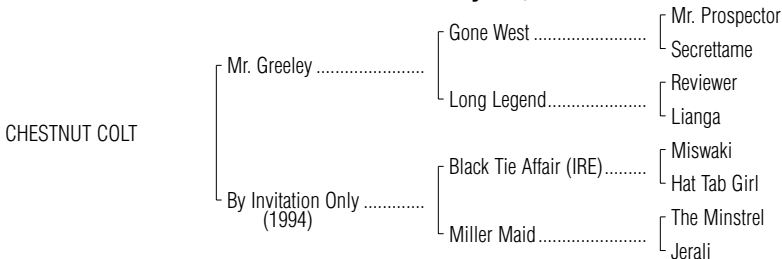 Mr. Prospector
Gone West ........................
Secrettame
Mr. Greeley .......................
Reviewer
Long Legend.....................
Lianga
CHESTNUT COLT
Miswaki
Black Tie Affair (IRE).........
Hat Tab Girl
By Invitation Only .............
(1994)
The Minstrel
Miller Maid.......................
Jerali